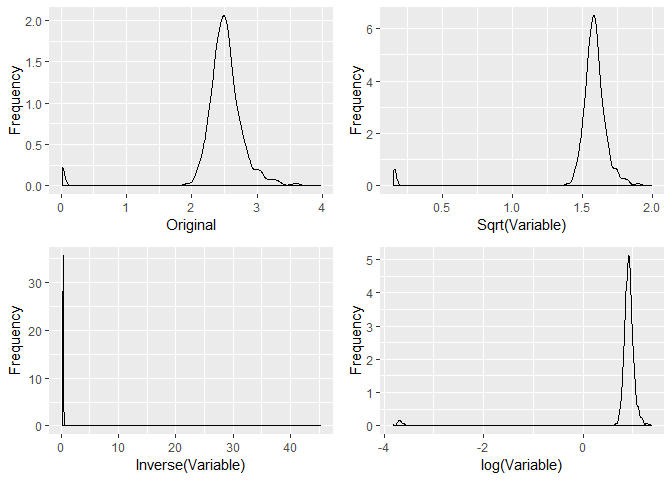 Frequency
2.0
1.5
1.0
0.5
0.0
0 1 2 3 4
Original
Frequency
6
4
2
0
0.5 1.0 1.5 2.0
Sqrt(Variable)
Frequency
30
20
10
0
0 10 20 30 40
Inverse(Variable)
Frequency
5
4
3
2
1
0
-4 -2 0
log(Variable)